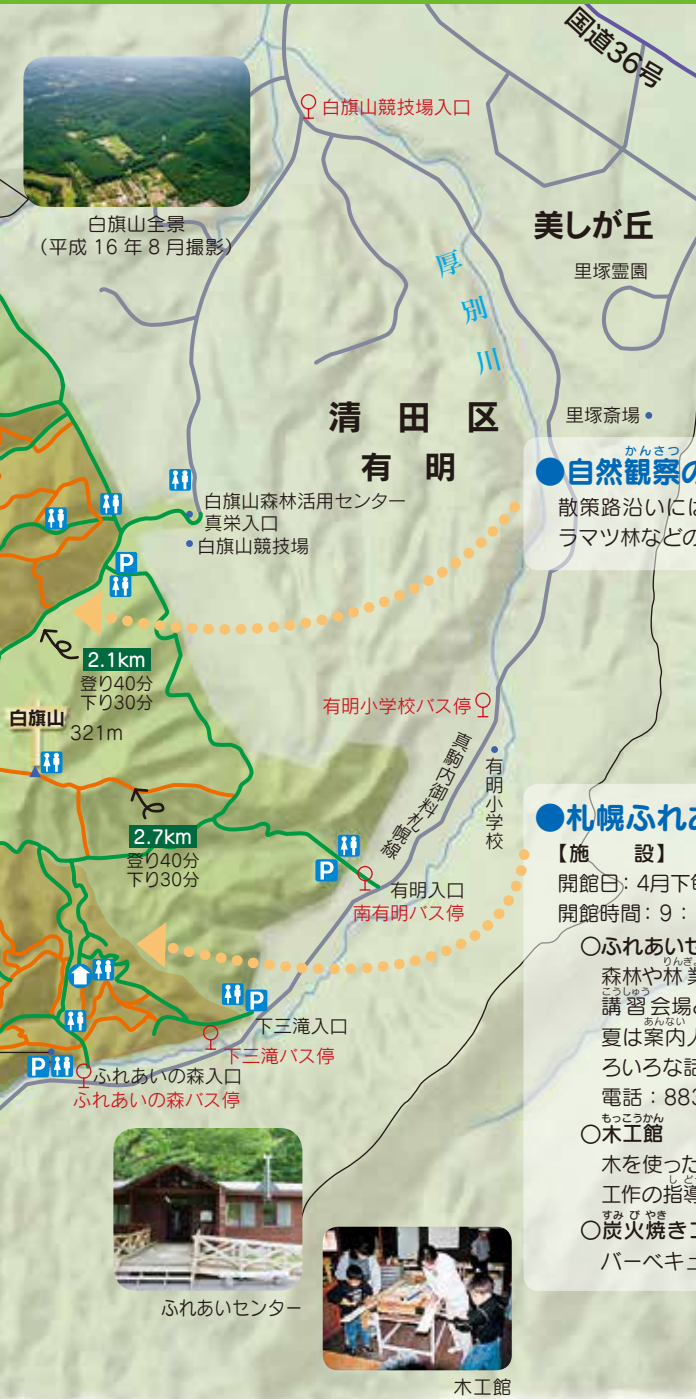 国道36号
白旗山競技場入口
白旗山全景
（平成 16 年 8 月撮影）
美しが丘
里塚霊園
厚別川
清田区
有明
里塚斎場
かんさつ
●自然観察の
散策路沿いには
ラマツ林などの
白旗山森林活用センター
真栄入口
白旗山競技場
P
2.1km
登り40分
下り30分
白旗山
321m
有明小学校バス停
真駒内御料札幌線
有明小学校
2.7km
登り40分
下り30分
P
有明入口
南有明バス停
P
下三滝入口
下三滝バス停
P
ふれあいの森入口
ふれあいの森バス停
●札幌ふれあ
【施　設】
開館日：4月下旬
開館時間：9：
○ふれあいセ
りんぎょ
森林や林業
こうしゅう
講習会場
あんない
夏は案内人
ろいろな話
電話：883
もっこうかん
○木工館
木を使った
しど
工作の指導
すみびやき
○炭火焼きコ
バーベキュ
ふれあいセンター
木工館